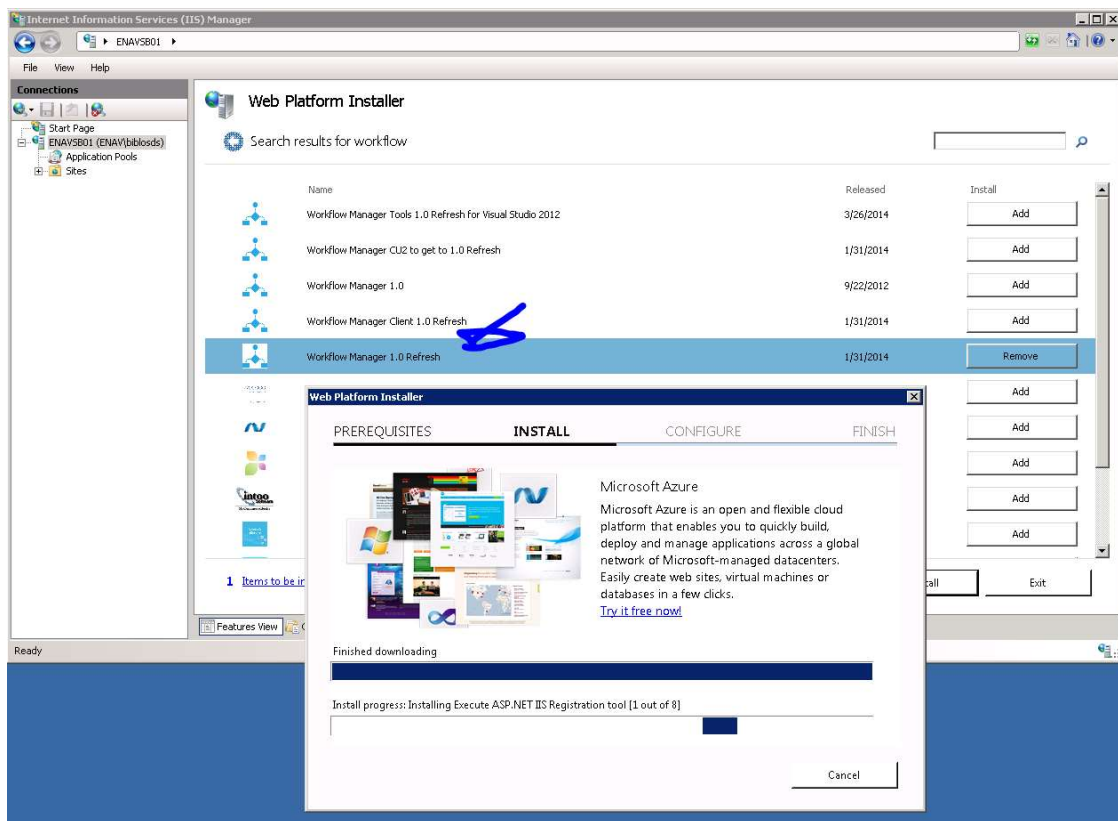 Internet Information Services (IIS) Manager
ENAVSB01
File View Help
Connections
Start Page
ENAVSB01 (ENAV\biblosds)
Application Pools
Sites
Web Platform Installer
Search results for workflow
Name Released Install
Workflow Manager Tools 1.0 Refresh for Visual Studio 2012 3/26/2014 Add
Workflow Manager CU2 to get to 1.0 Refresh 1/31/2014 Add
Workflow Manager 1.0 9/22/2012 Add
Workflow Manager Client 1.0 Refresh 1/31/2014 Add
Workflow Manager 1.0 Refresh 1/31/2014 Remove
Add
Add
Add
intoo
Add
Add
1 Items to be in
all Exit
Features View
Ready
Web Platform Installer
PREREQUISITES INSTALL CONFIGURE FINISH
Microsoft Azure
Microsoft Azure is an open and flexible cloud
platform that enables you to quickly build,
deploy and manage applications across a global
network of Microsoft-managed datacenters.
Easily create web sites, virtual machines or
databases in a few clicks.
Try it free now!
Finished downloading
Install progress: Installing Execute ASP.NET IIS Registration tool [1 out of 8]
Cancel